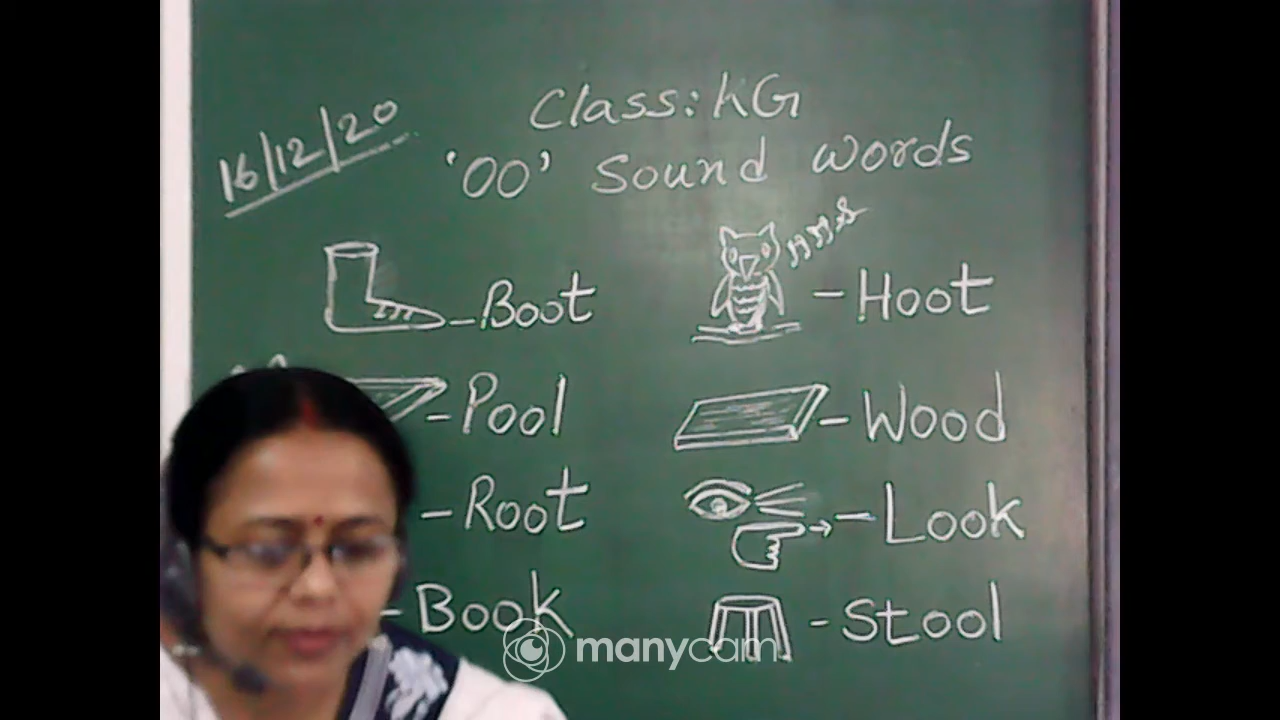 Class: KG
16/12/20
'OO' Sound words
- Boot
- Hoot
- Pool
- Wood
- Root
- Look
- Book
- Stool
manycam